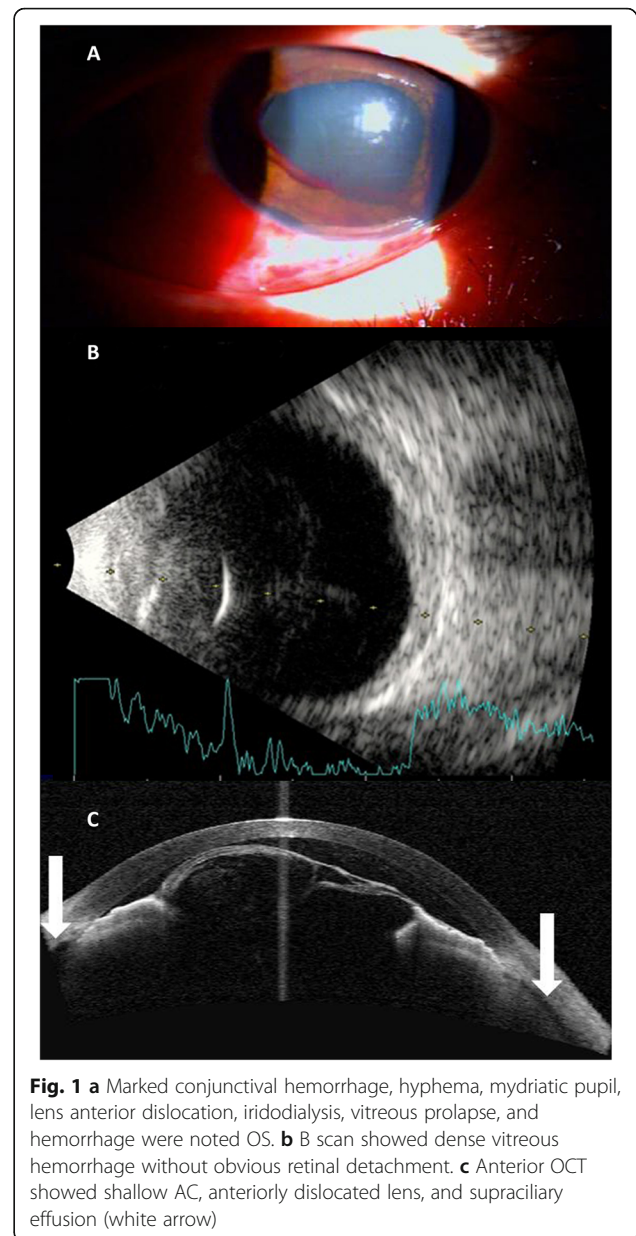 A
B
C
Fig. 1 a Marked conjunctival hemorrhage, hyphema, mydriatic pupil,
lens anterior dislocation, iridodialysis, vitreous prolapse, and
hemorrhage were noted OS. b B scan showed dense vitreous
hemorrhage without obvious retinal detachment. c Anterior OCT
showed shallow AC, anteriorly dislocated lens, and supraciliary
effusion (white arrow)